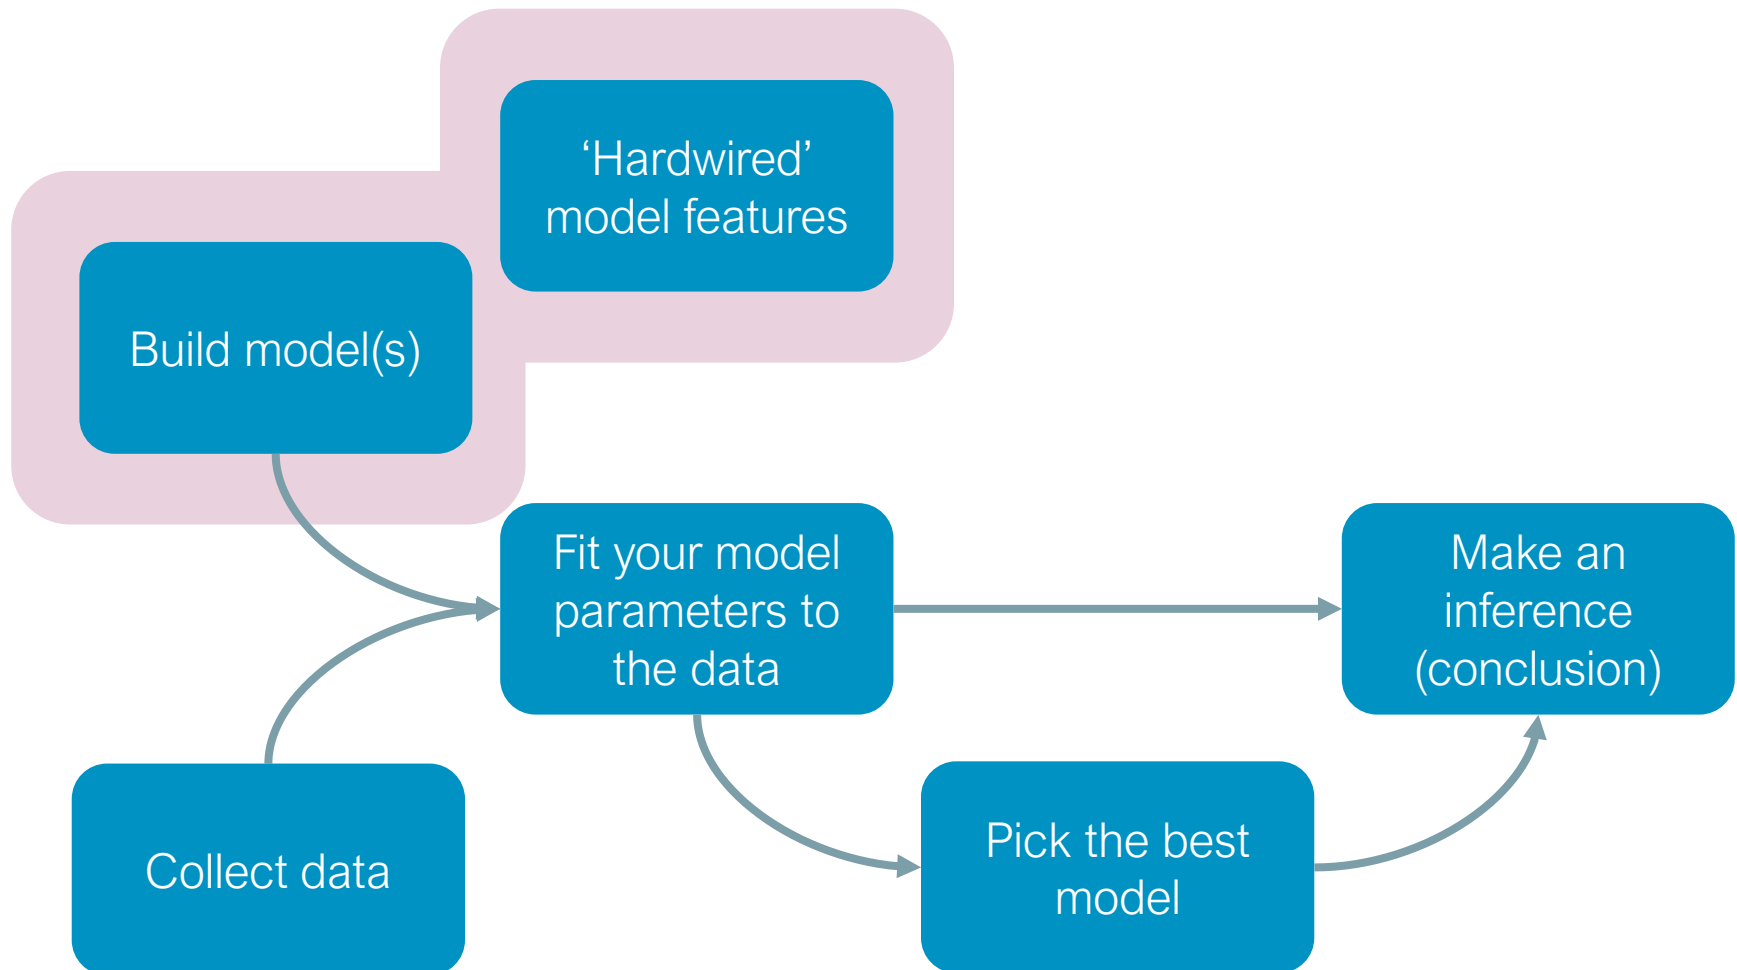 ‘Hardwired’
model features
Build model(s)
Fit your model
parameters to
the data
Make an
inference
(conclusion)
Collect data
Pick the best
model